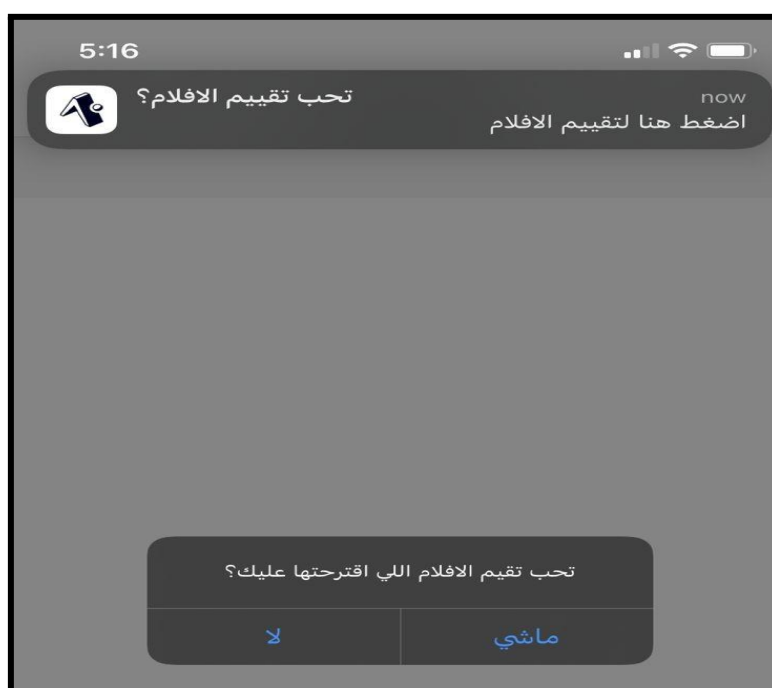 5:16
تحب تقييم الافلام؟
now
اضغط هنا لتقييم الافلام
تحب تقيم الافلام اللي اقترحتها عليك؟
ماشي
لا